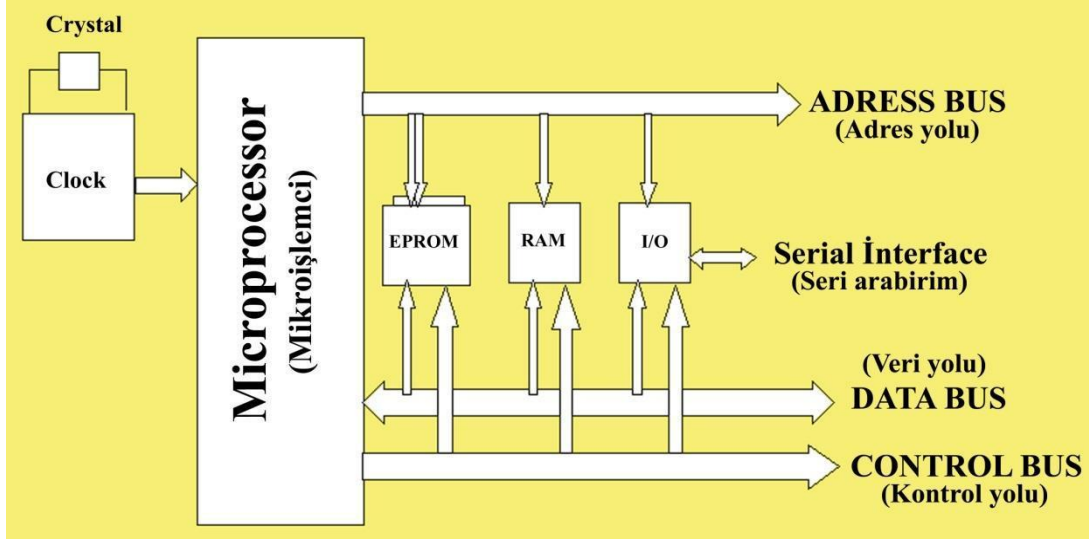 Crystal
Clock
Microprocessor
(Mikroişlemci)
ADRESS BUS
(Adres yolu)
EPROM
RAM
I/O
Serial İnterface
(Seri arabirim)
(Veri yolu)
DATA BUS
CONTROL BUS
(Kontrol yolu)